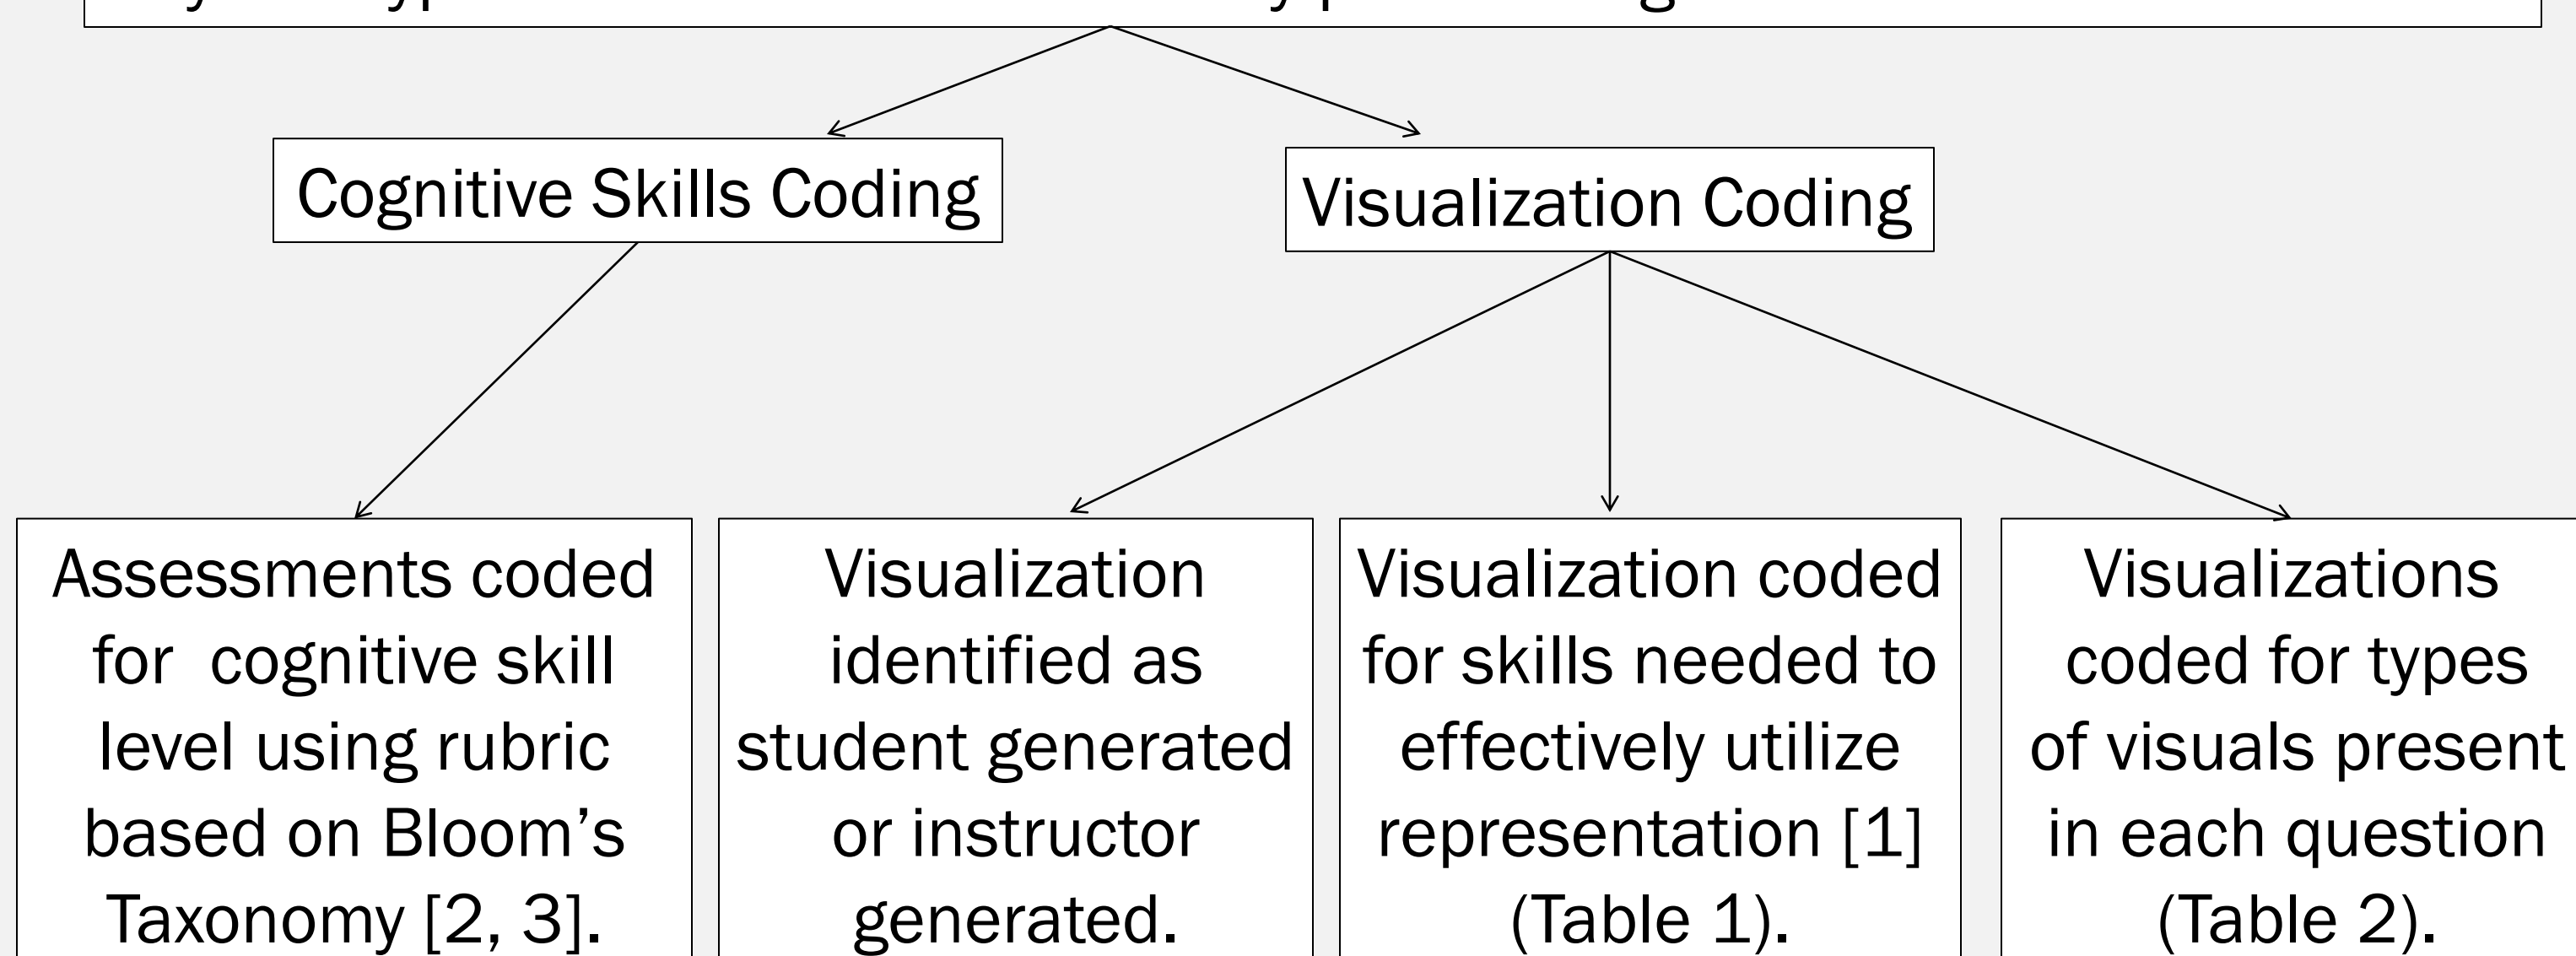 Cognitive Skills Coding
Visualization Coding
Assessments coded
for cognitive skill
level using rubric
based on Bloom’s
Taxonomy [2, 3].
Visualization
identified as
student generated
or instructor
generated.
Visualization coded
for skills needed to
effectively utilize
representation [1]
(Table 1).
Visualizations
coded for types
of visuals present
in each question
(Table 2).